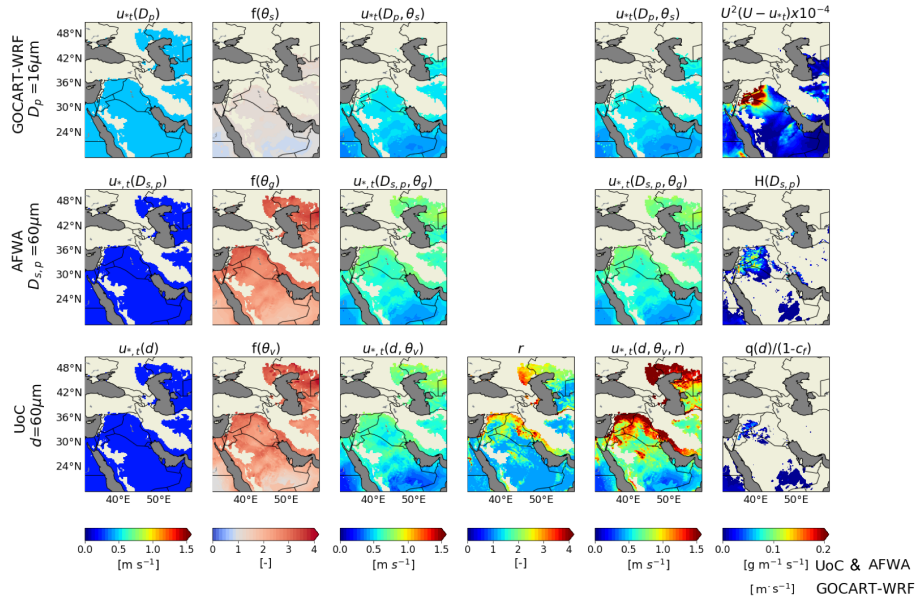 u*t(Dp) f(θs) u*t(Dp, θs) u*t(Dp, θs) U²(U − u*t)x10⁻⁴
GOCART-WRF
Dp =16μm
48°N
42°N
36°N
30°N
24°N
u*,t(Ds,p) f(θg) u*,t(Ds,p, θg) u*,t(Ds,p, θg) H(Ds,p)
AFWA
Ds,p =60μm
48°N
42°N
36°N
30°N
24°N
u*,t(d) f(θv) u*,t(d, θv) r u*,t(d, θv, r) q(d)/(1-cf)
UoC
d=60μm
48°N
42°N
36°N
30°N
24°N
40°E 50°E 40°E 50°E 40°E 50°E 40°E 50°E 40°E 50°E 40°E 50°E
0.0 0.5 1.0 1.5 0 1 2 3 4 0.0 0.5 1.0 1.5 0 2 4 0.0 0.5 1.0 1.5 0.0 0.1 0.2
[m s⁻¹] [-] [m s⁻¹] [-] [m s⁻¹] [g m⁻¹ s⁻¹] UoC & AFWA
[m˙s⁻¹] GOCART-WRF